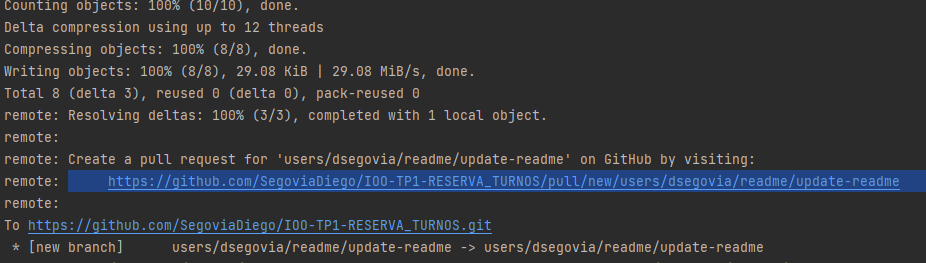 Counting objects: 100% (10/10), done.
Delta compression using up to 12 threads
Compressing objects: 100% (8/8), done.
Writing objects: 100% (8/8), 29.08 KiB | 29.08 MiB/s, done.
Total 8 (delta 3), reused 0 (delta 0), pack-reused 0
remote: Resolving deltas: 100% (3/3), completed with 1 local object.
remote:
remote: Create a pull request for 'users/dsegovia/readme/update-readme' on GitHub by visiting:
remote:      https://github.com/SegoviaDiego/IOO-TP1-RESERVA_TURNOS/pull/new/users/dsegovia/readme/update-readme
remote:
To https://github.com/SegoviaDiego/IOO-TP1-RESERVA_TURNOS.git
 * [new branch]      users/dsegovia/readme/update-readme -> users/dsegovia/readme/update-readme